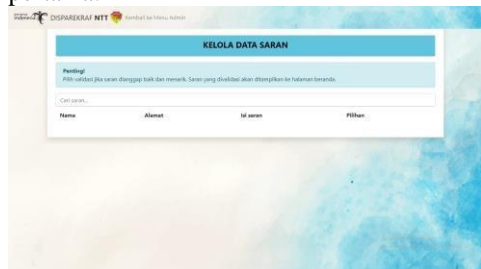 DISPAREKRAF NTT Kembali ke Menu Admin
KELOLA DATA SARAN
Penting!
Pilih validasi jika saran dianggap baik dan menarik. Saran yang divalidasi akan ditampilkan ke halaman beranda.
Cari saran...
Nama Alamat Isi saran Pilihan